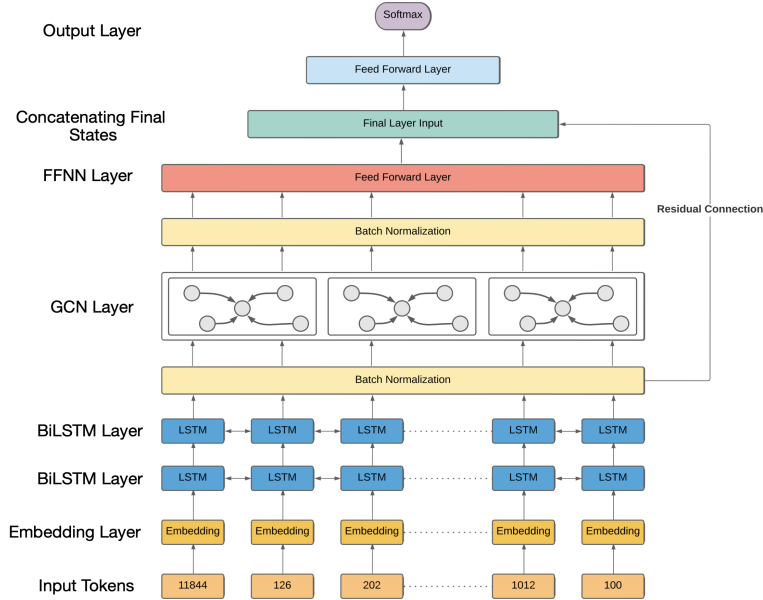 Softmax
Output Layer
Feed Forward Layer
Concatenating Final
States
Final Layer Input
FFNN Layer
Feed Forward Layer
Residual Connection
Batch Normalization
GCN Layer
Batch Normalization
BiLSTM Layer
LSTM LSTM LSTM LSTM LSTM
BiLSTM Layer
LSTM LSTM LSTM LSTM LSTM
Embedding Layer
Embedding Embedding Embedding Embedding Embedding
Input Tokens
11844 126 202 1012 100